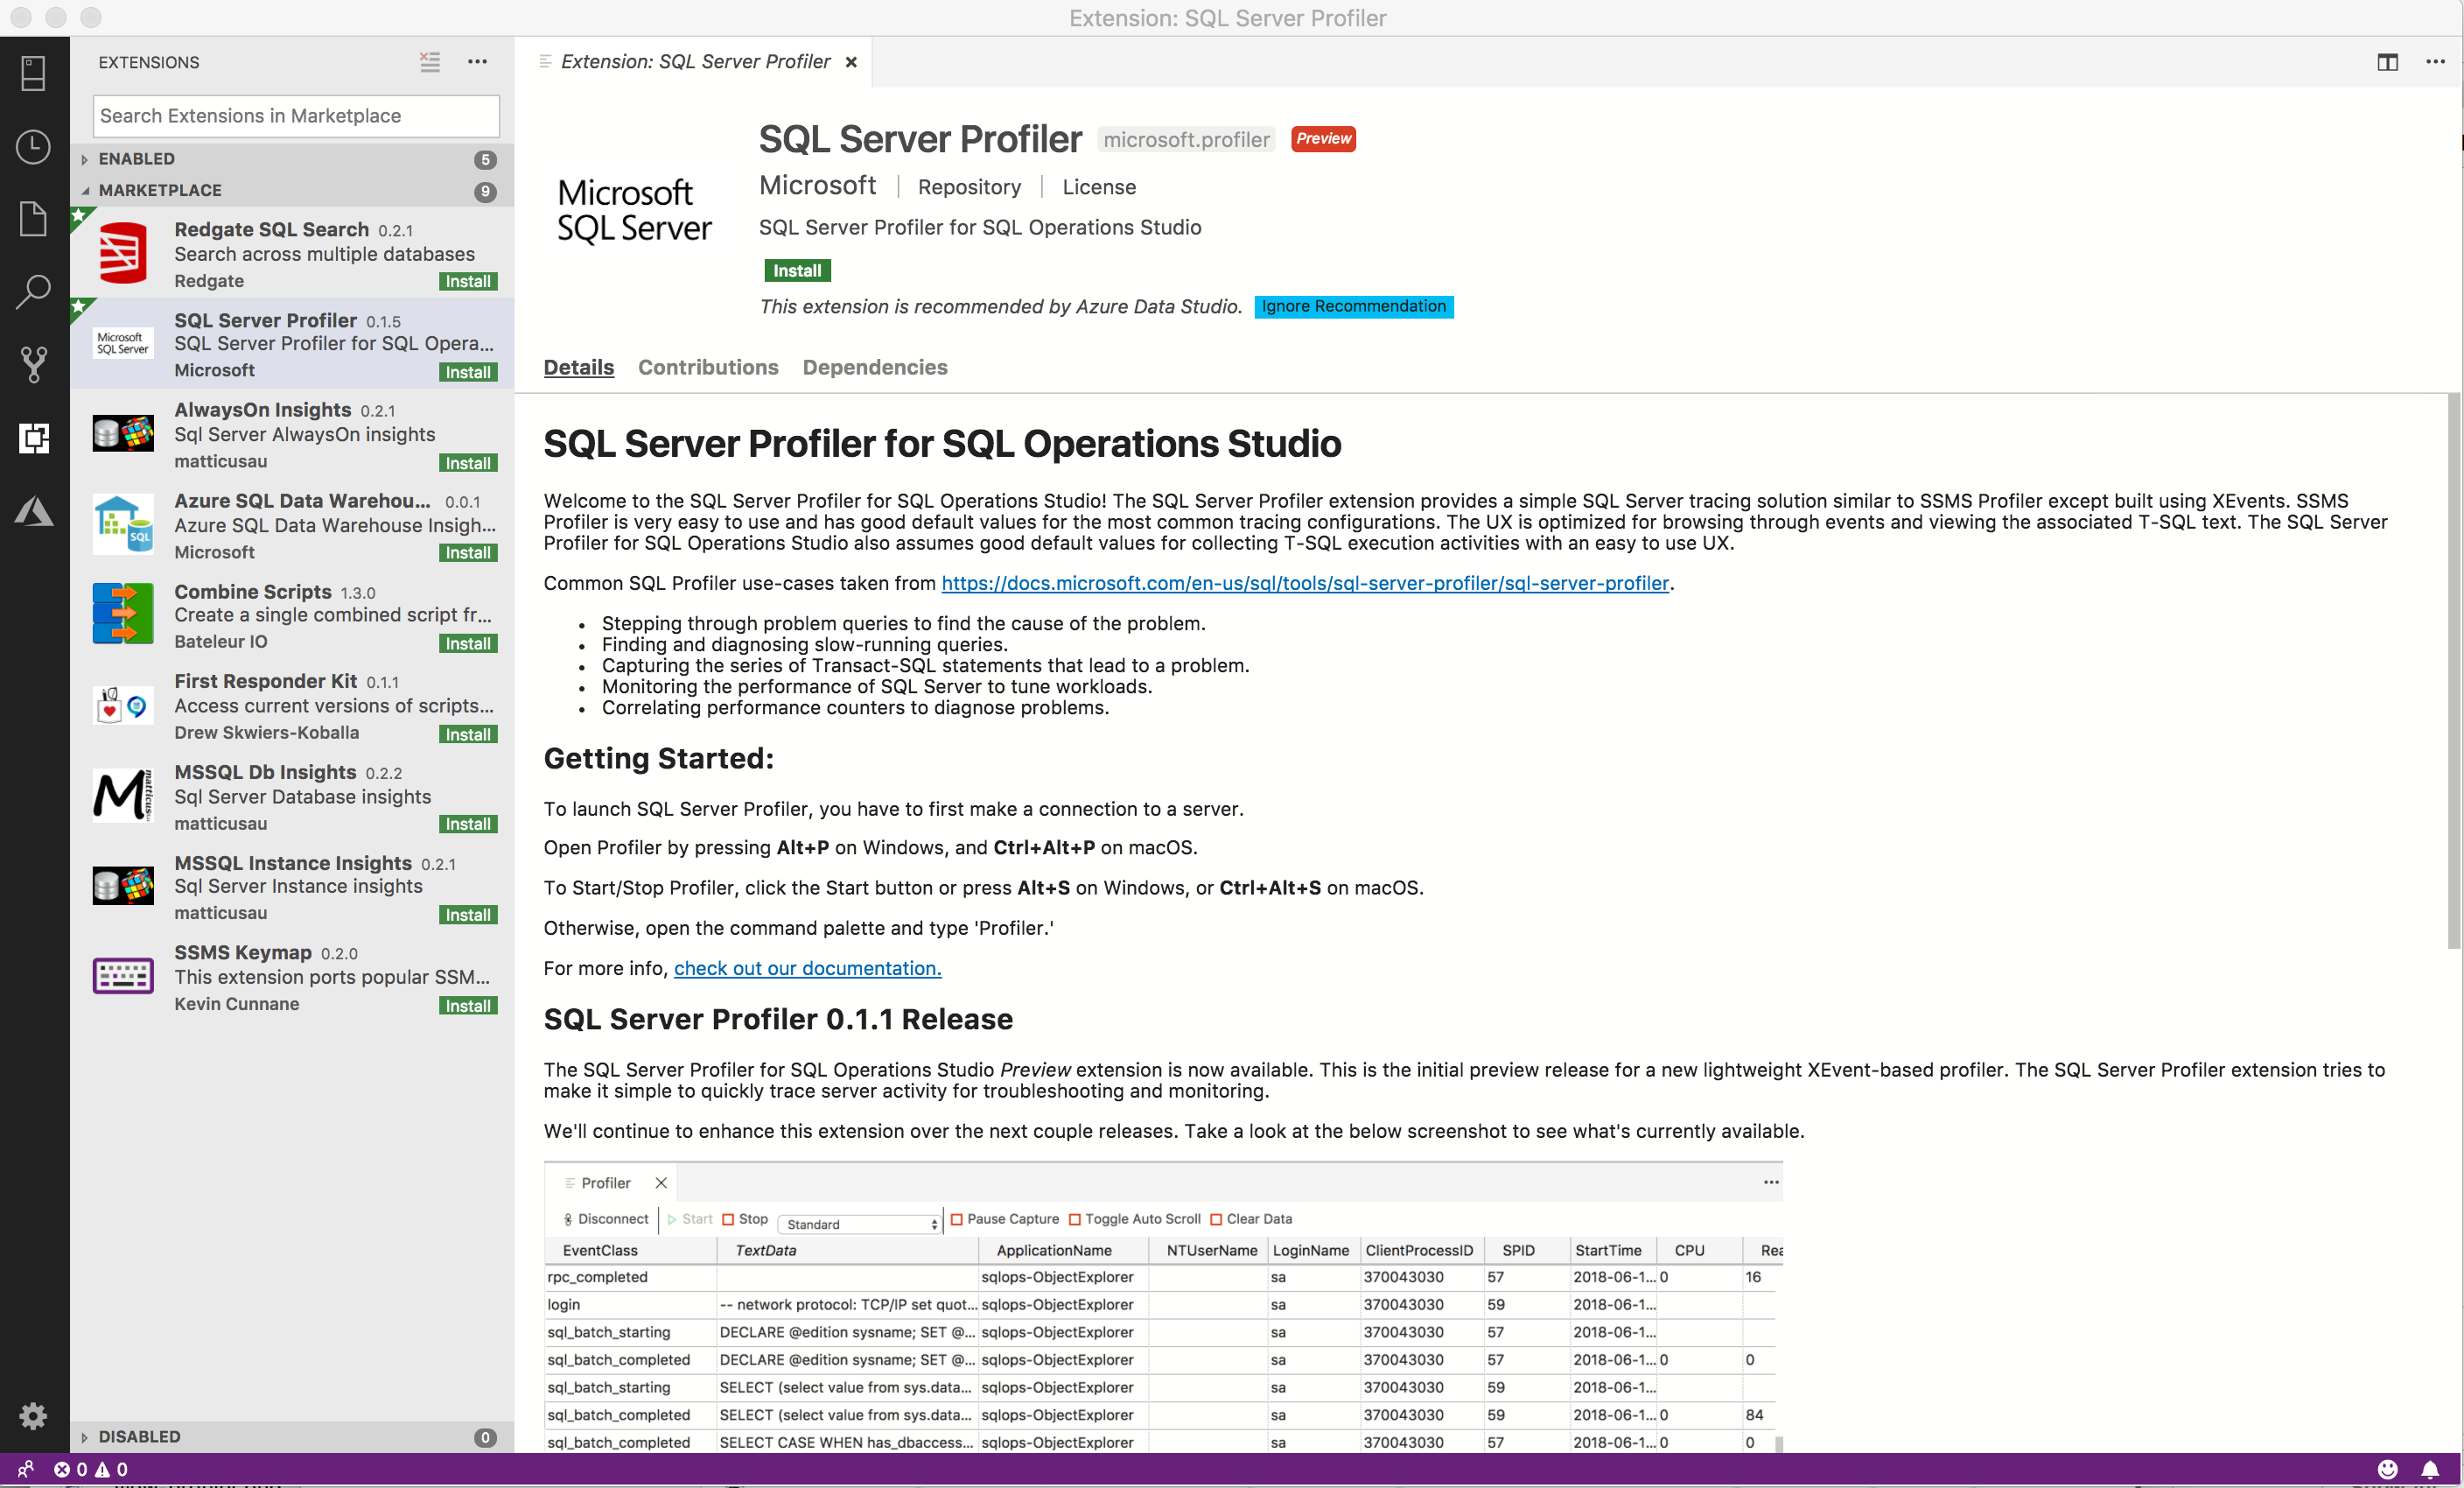 Extension: SQL Server Profiler
EXTENSIONS
Search Extensions in Marketplace
ENABLED 5
MARKETPLACE 9
Redgate SQL Search 0.2.1
Search across multiple databases
Redgate Install
Microsoft SQL Server
SQL Server Profiler 0.1.5
SQL Server Profiler for SQL Opera...
Microsoft Install
AlwaysOn Insights 0.2.1
Sql Server AlwaysOn insights
matticusau Install
SQL
Azure SQL Data Warehou... 0.0.1
Azure SQL Data Warehouse Insigh...
Microsoft Install
Combine Scripts 1.3.0
Create a single combined script fr...
Bateleur IO Install
First Responder Kit 0.1.1
Access current versions of scripts...
Drew Skwiers-Koballa Install
MSSQL Db Insights 0.2.2
Sql Server Database insights
matticusau Install
MSSQL Instance Insights 0.2.1
Sql Server Instance insights
matticusau Install
SSMS Keymap 0.2.0
This extension ports popular SSM...
Kevin Cunnane Install
DISABLED 0
Extension: SQL Server Profiler
Microsoft
SQL Server
SQL Server Profiler microsoft.profiler Preview
Microsoft | Repository | License
SQL Server Profiler for SQL Operations Studio
Install
This extension is recommended by Azure Data Studio. Ignore Recommendation
Details Contributions Dependencies
SQL Server Profiler for SQL Operations Studio
Welcome to the SQL Server Profiler for SQL Operations Studio! The SQL Server Profiler extension provides a simple SQL Server tracing solution similar to SSMS Profiler except built using XEvents. SSMS
Profiler is very easy to use and has good default values for the most common tracing configurations. The UX is optimized for browsing through events and viewing the associated T-SQL text. The SQL Server
Profiler for SQL Operations Studio also assumes good default values for collecting T-SQL execution activities with an easy to use UX.
Common SQL Profiler use-cases taken from https://docs.microsoft.com/en-us/sql/tools/sql-server-profiler/sql-server-profiler.
• Stepping through problem queries to find the cause of the problem.
• Finding and diagnosing slow-running queries.
• Capturing the series of Transact-SQL statements that lead to a problem.
• Monitoring the performance of SQL Server to tune workloads.
• Correlating performance counters to diagnose problems.
Getting Started:
To launch SQL Server Profiler, you have to first make a connection to a server.
Open Profiler by pressing Alt+P on Windows, and Ctrl+Alt+P on macOS.
To Start/Stop Profiler, click the Start button or press Alt+S on Windows, or Ctrl+Alt+S on macOS.
Otherwise, open the command palette and type 'Profiler.'
For more info, check out our documentation.
SQL Server Profiler 0.1.1 Release
The SQL Server Profiler for SQL Operations Studio Preview extension is now available. This is the initial preview release for a new lightweight XEvent-based profiler. The SQL Server Profiler extension tries to
make it simple to quickly trace server activity for troubleshooting and monitoring.
We'll continue to enhance this extension over the next couple releases. Take a look at the below screenshot to see what's currently available.
Profiler
Disconnect Start Stop Standard Pause Capture Toggle Auto Scroll Clear Data
EventClass TextData ApplicationName NTUserName LoginName ClientProcessID SPID StartTime CPU Rea
rpc_completed sqlops-ObjectExplorer sa 370043030 57 2018-06-1... 0 16
login -- network protocol: TCP/IP set quot... sqlops-ObjectExplorer sa 370043030 59 2018-06-1...
sql_batch_starting DECLARE @edition sysname; SET @... sqlops-ObjectExplorer sa 370043030 57 2018-06-1...
sql_batch_completed DECLARE @edition sysname; SET @... sqlops-ObjectExplorer sa 370043030 57 2018-06-1... 0 0
sql_batch_starting SELECT (select value from sys.data... sqlops-ObjectExplorer sa 370043030 59 2018-06-1...
sql_batch_completed SELECT (select value from sys.data... sqlops-ObjectExplorer sa 370043030 59 2018-06-1... 0 84
sql_batch_completed SELECT CASE WHEN has_dbaccess... sqlops-ObjectExplorer sa 370043030 57 2018-06-1... 0 0
0 0